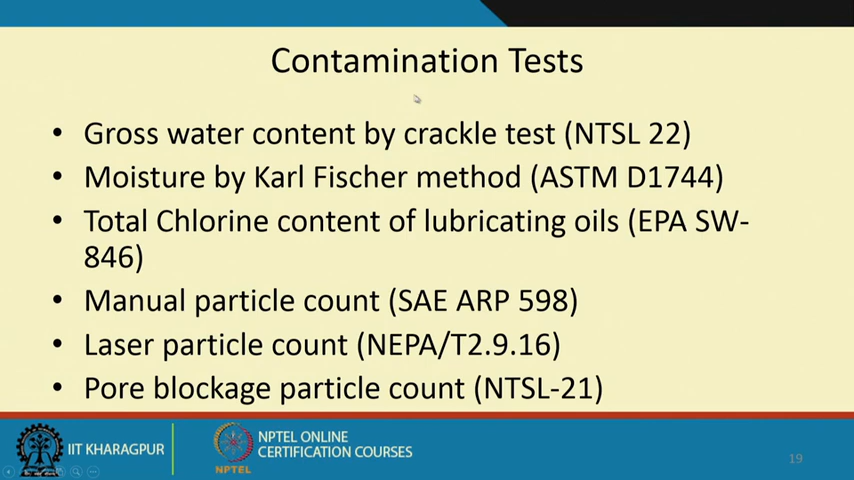 Contamination Tests
• Gross water content by crackle test (NTSL 22)
• Moisture by Karl Fischer method (ASTM D1744)
• Total Chlorine content of lubricating oils (EPA SW-
846)
• Manual particle count (SAE ARP 598)
• Laser particle count (NEPA/T2.9.16)
• Pore blockage particle count (NTSL-21)
IIT KHARAGPUR
NPTEL
NPTEL ONLINE
CERTIFICATION COURSES
19